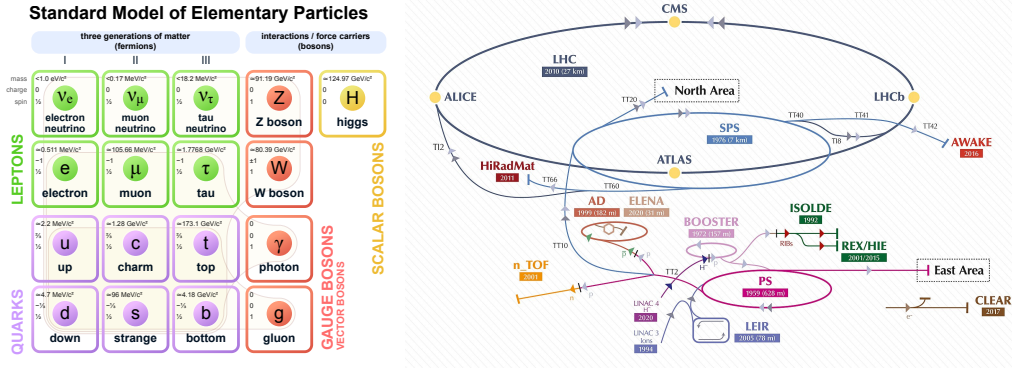 Standard Model of Elementary Particles
three generations of matter
(fermions)
interactions / force carriers
(bosons)
I
II
III
mass
charge
spin
<1.0 eV/c²
0
½
νe
electron
neutrino
<0.17 MeV/c²
0
½
νμ
muon
neutrino
<18.2 MeV/c²
0
½
ντ
tau
neutrino
≃91.19 GeV/c²
0
1
Z
Z boson
≃124.97 GeV/c²
0
0
H
higgs
≃0.511 MeV/c²
−1
½
e
electron
≃105.66 MeV/c²
−1
½
μ
muon
≃1.7768 GeV/c²
−1
½
τ
tau
≃80.39 GeV/c²
±1
1
W
W boson
≃2.2 MeV/c²
⅔
½
u
up
≃1.28 GeV/c²
⅔
½
c
charm
≃173.1 GeV/c²
⅔
½
t
top
0
0
1
γ
photon
≃4.7 MeV/c²
−⅓
½
d
down
≃96 MeV/c²
−⅓
½
s
strange
≃4.18 GeV/c²
−⅓
½
b
bottom
0
0
1
g
gluon
LEPTONS
QUARKS
GAUGE BOSONS
VECTOR BOSONS
SCALAR BOSONS
CMS
LHC
2010 (27 km)
ALICE
LHCb
TT20
North Area
SPS
1976 (7 km)
TT40
TT41
TI8
TT42
AWAKE
2016
TI2
ATLAS
HiRadMat
2011
TT66
TT60
AD
1999 (182 m)
ELENA
2020 (31 m)
ISOLDE
1992
BOOSTER
1972 (157 m)
RIBs
REX/HIE
2001/2015
TT10
p
p
H⁻
p
n_TOF
2001
n
p
TT2
East Area
PS
1959 (628 m)
LINAC 4
H⁻
2020
LINAC 3
Ions
1994
LEIR
2005 (78 m)
e⁻
CLEAR
2017